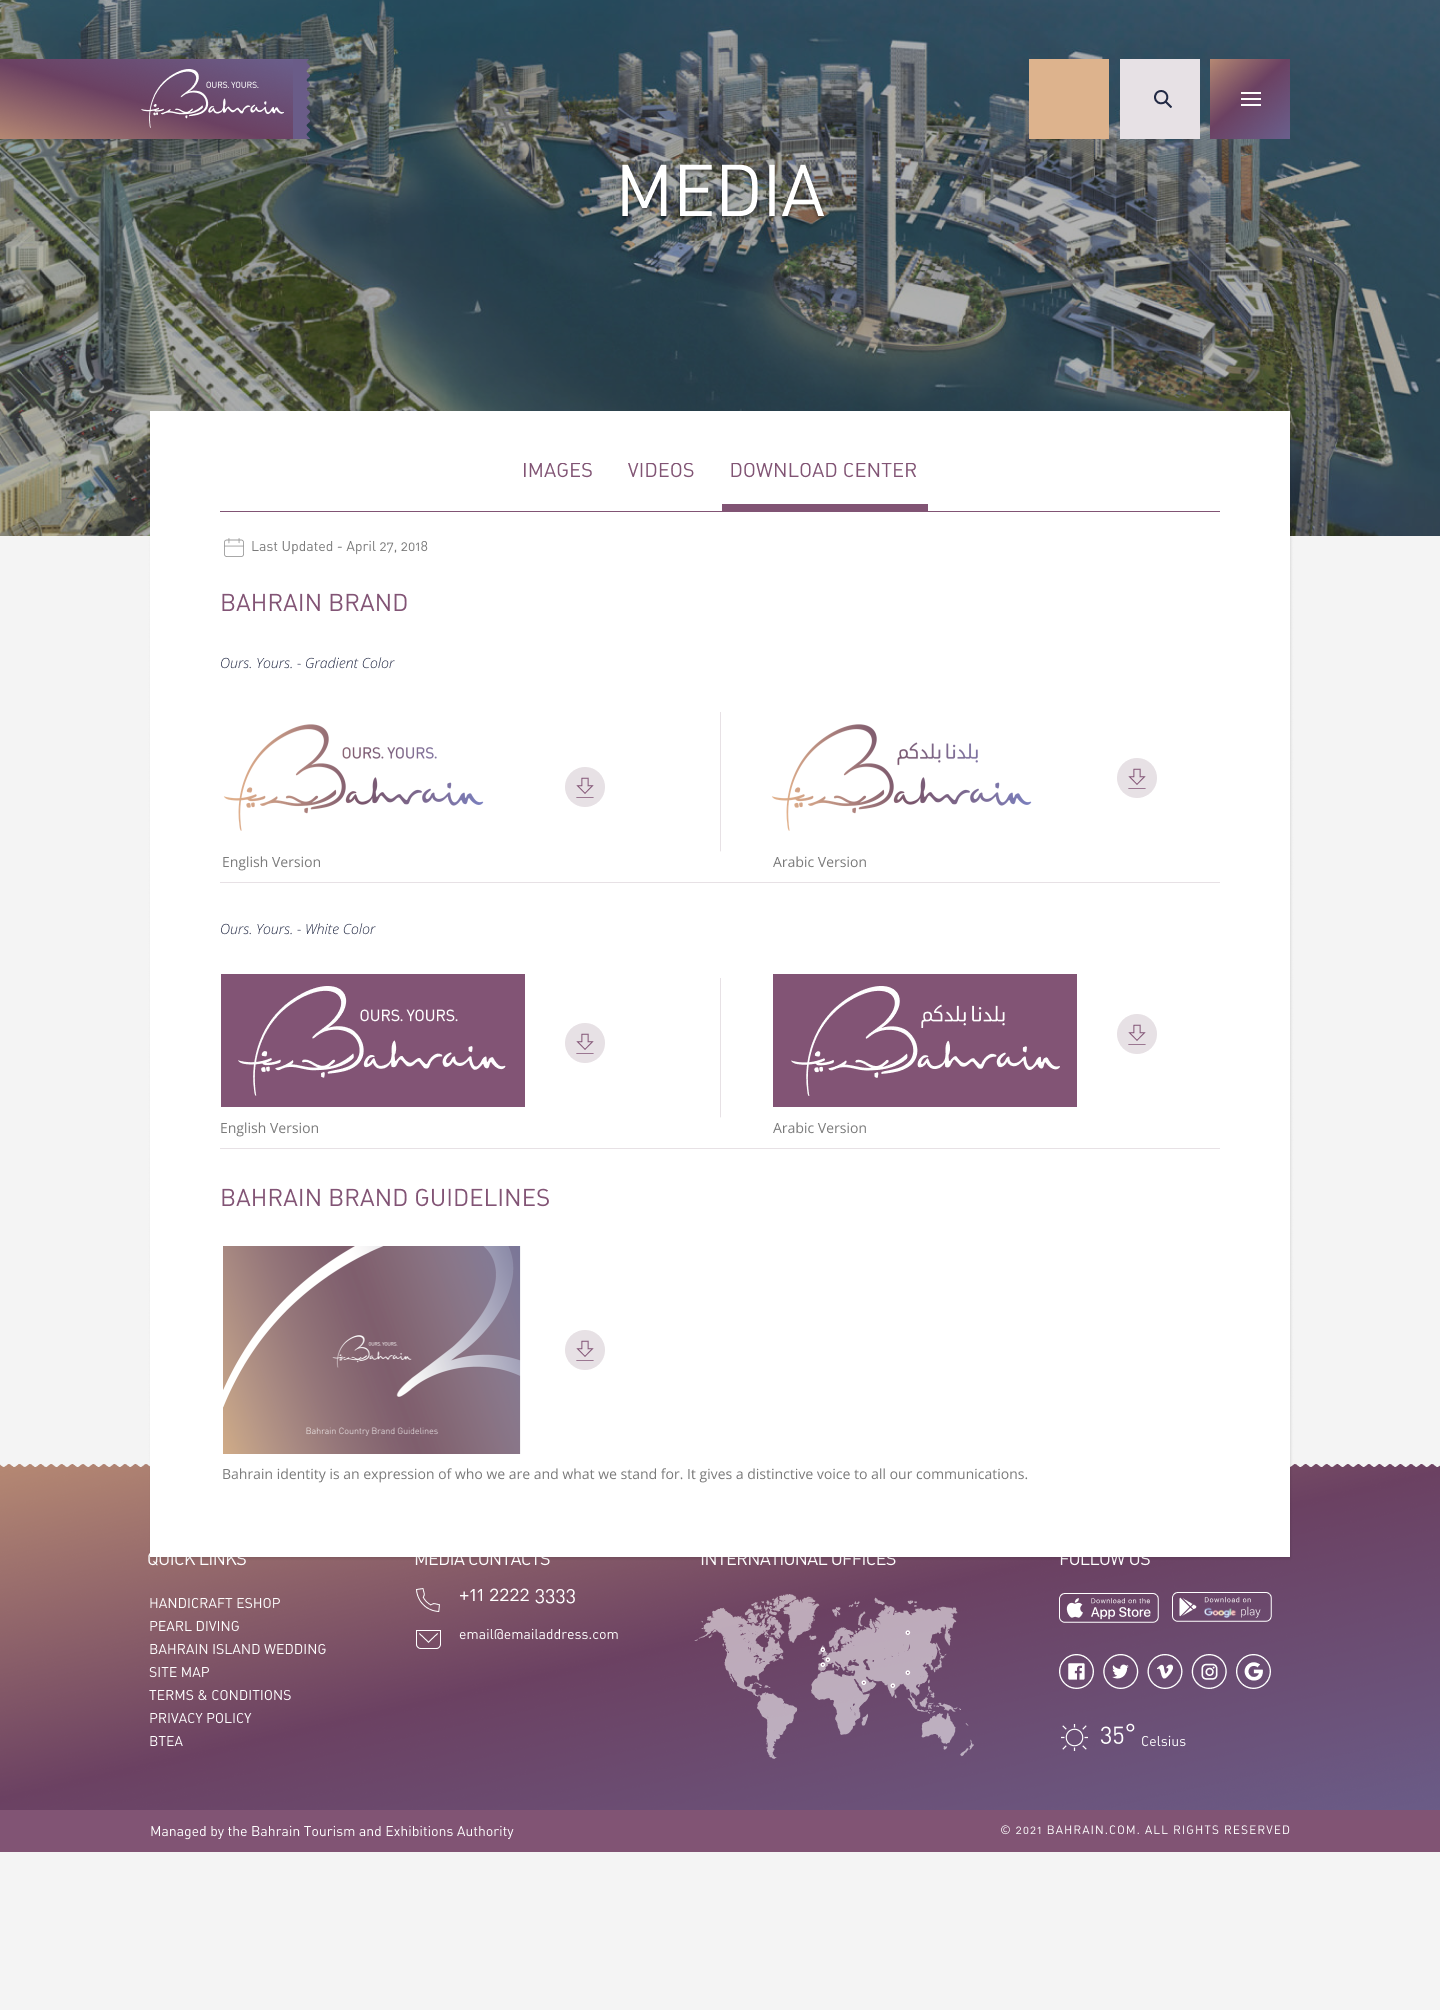 OURS. YOURS.
Bahrain
MEDIA
IMAGES VIDEOS DOWNLOAD CENTER
Last Updated - April 27, 2018
BAHRAIN BRAND
Ours. Yours. - Gradient Color
OURS. YOURS.
Bahrain
بلدنا بلدكم
Bahrain
English Version
Arabic Version
Ours. Yours. - White Color
OURS. YOURS.
Bahrain
بلدنا بلدكم
Bahrain
English Version
Arabic Version
BAHRAIN BRAND GUIDELINES
OURS. YOURS.
Bahrain
Bahrain Country Brand Guidelines
Bahrain identity is an expression of who we are and what we stand for. It gives a distinctive voice to all our communications.
QUICK LINKS
HANDICRAFT ESHOP
PEARL DIVING
BAHRAIN ISLAND WEDDING
SITE MAP
TERMS & CONDITIONS
PRIVACY POLICY
BTEA
MEDIA CONTACTS
+11 2222 3333
email@emailaddress.com
INTERNATIONAL OFFICES
FOLLOW US
Download on the
App Store
Download on
Google play
35° Celsius
Managed by the Bahrain Tourism and Exhibitions Authority
© 2021 BAHRAIN.COM. ALL RIGHTS RESERVED